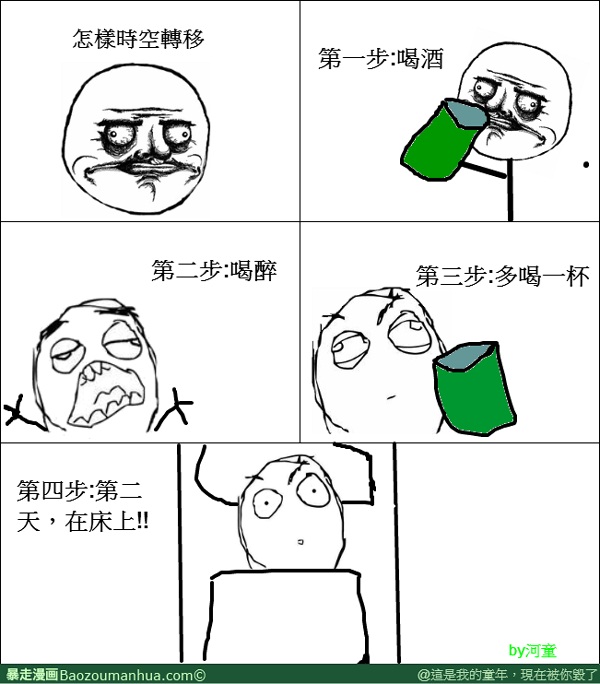 怎樣時空轉移
第一步:喝酒
第二步:喝醉
第三步:多喝一杯
第四步:第二
天，在床上!!
by河童
暴走漫画Baozoumanhua.com©
@這是我的童年，現在被你毀了